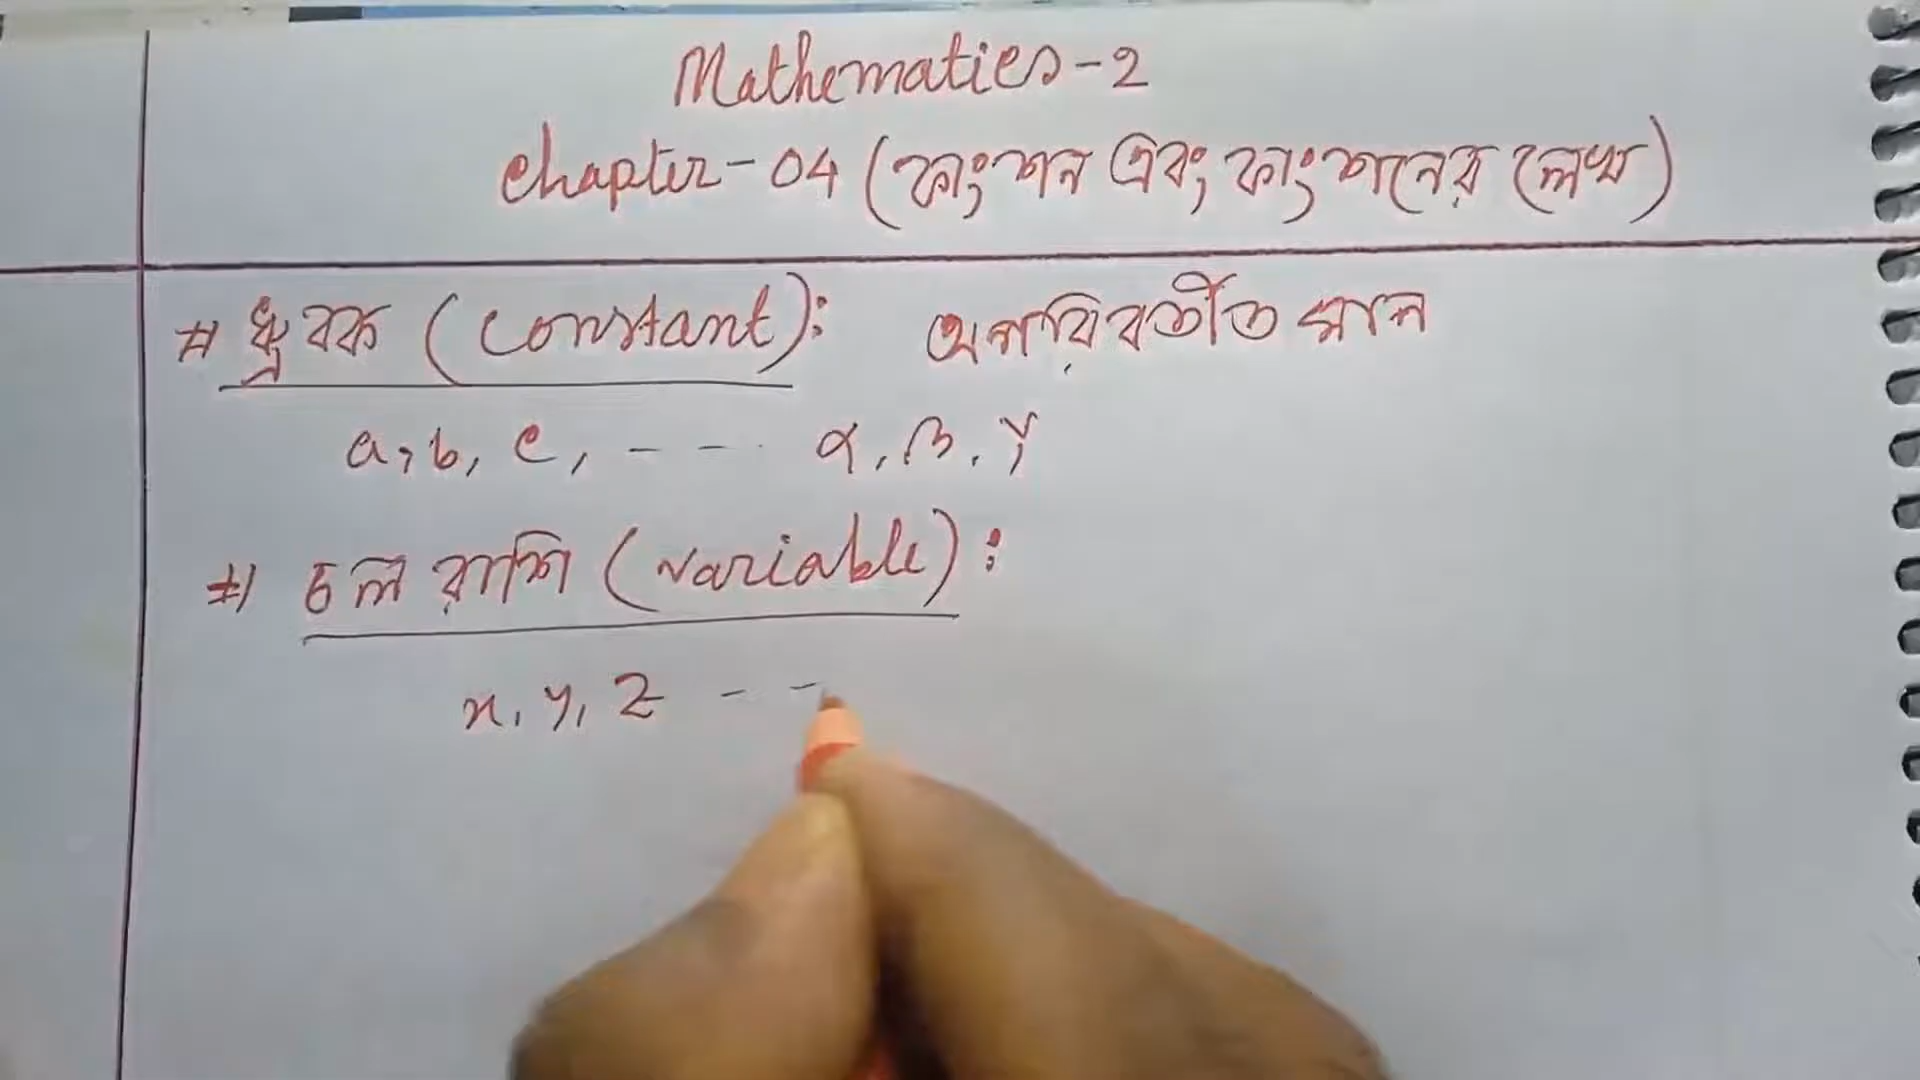 Mathematics-2
Chapter-04 (ফাংশন এবং ফাংশনের লেখ)
# ধ্রুবক (constant): অপরিবর্তীত মান
a, b, c, - - - α, β, γ
# চলরাশি (variable):
x, y, z - -